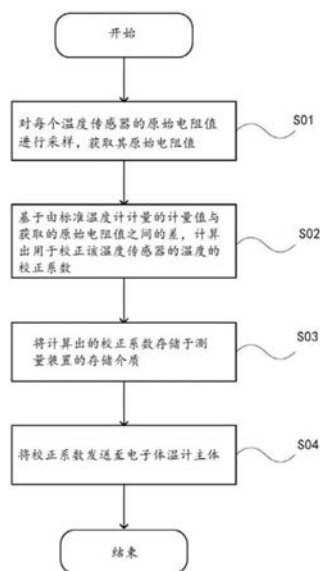 开始
对每个温度传感器的原始电阻值
进行采样，获取其原始电阻值
S01
基于由标准温度计计量的计量值与
获取的原始电阻值之间的差，计算
出用于校正该温度传感器的温度的
校正系数
S02
将计算出的校正系数存储于测
量装置的存储介质
S03
将校正系数发送至电子体温计主体
S04
结束